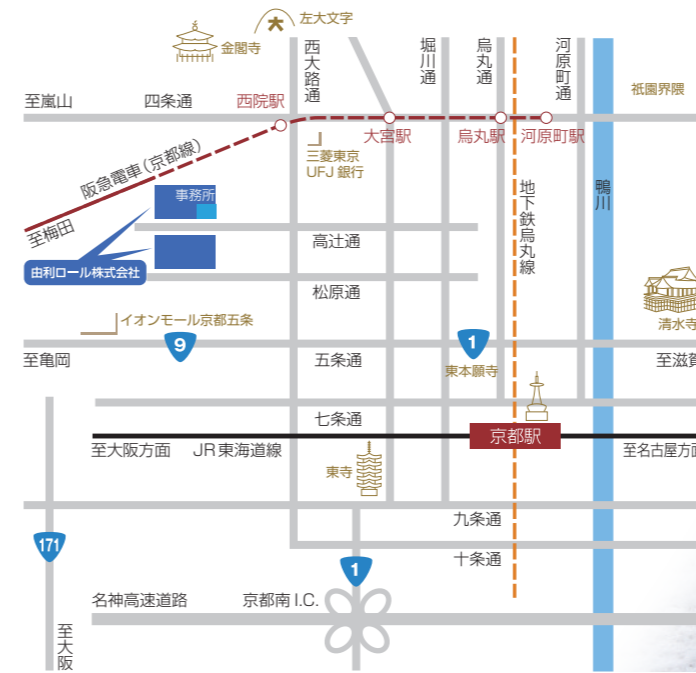 左大文字
金閣寺
西大路通
堀川通
烏丸通
河原町通
祇園界隈
至嵐山
四条通
西院駅
大宮駅
烏丸駅
河原町駅
三菱東京
UFJ 銀行
阪急電車(京都線)
事務所
地下鉄烏丸線
鴨川
至梅田
高辻通
由利ロール株式会社
松原通
清水寺
イオンモール京都五条
9
1
至亀岡
五条通
東本願寺
至滋賀
七条通
京都駅
至大阪方面
JR東海道線
至名古屋方面
東寺
九条通
171
十条通
1
名神高速道路
京都南 I.C.
至大阪